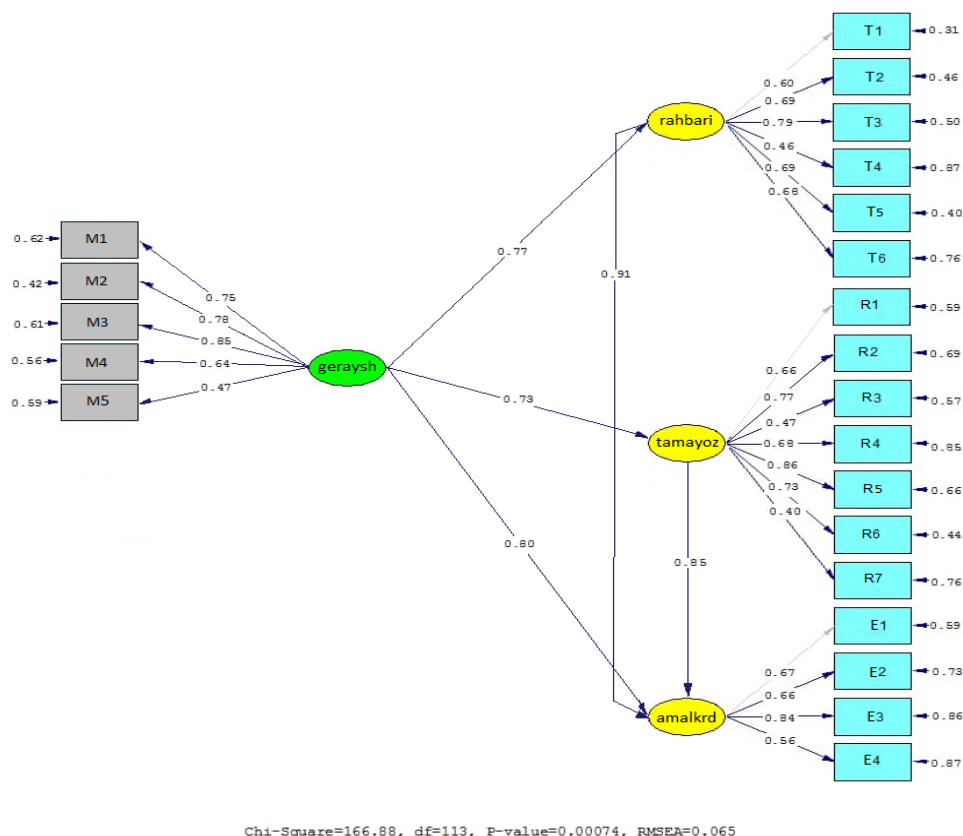 T1
0.31
0.60
T2
0.46
0.69
rahbari
T3
0.50
0.79
T4
0.87
0.46
T5
0.40
0.69
T6
0.76
0.68
0.62
M1
0.42
M2
0.61
M3
0.56
M4
0.59
M5
0.75
0.78
0.85
0.64
0.47
geraysh
0.77
0.91
0.73
0.80
0.85
R1
0.59
0.66
R2
0.69
0.77
R3
0.57
0.47
tamayoz
R4
0.85
0.68
R5
0.66
0.86
R6
0.44
0.73
R7
0.76
0.40
E1
0.59
0.67
E2
0.73
0.66
amalkrd
E3
0.86
0.84
E4
0.87
0.56
Chi-Square=166.88, df=113, P-value=0.00074, RMSEA=0.065